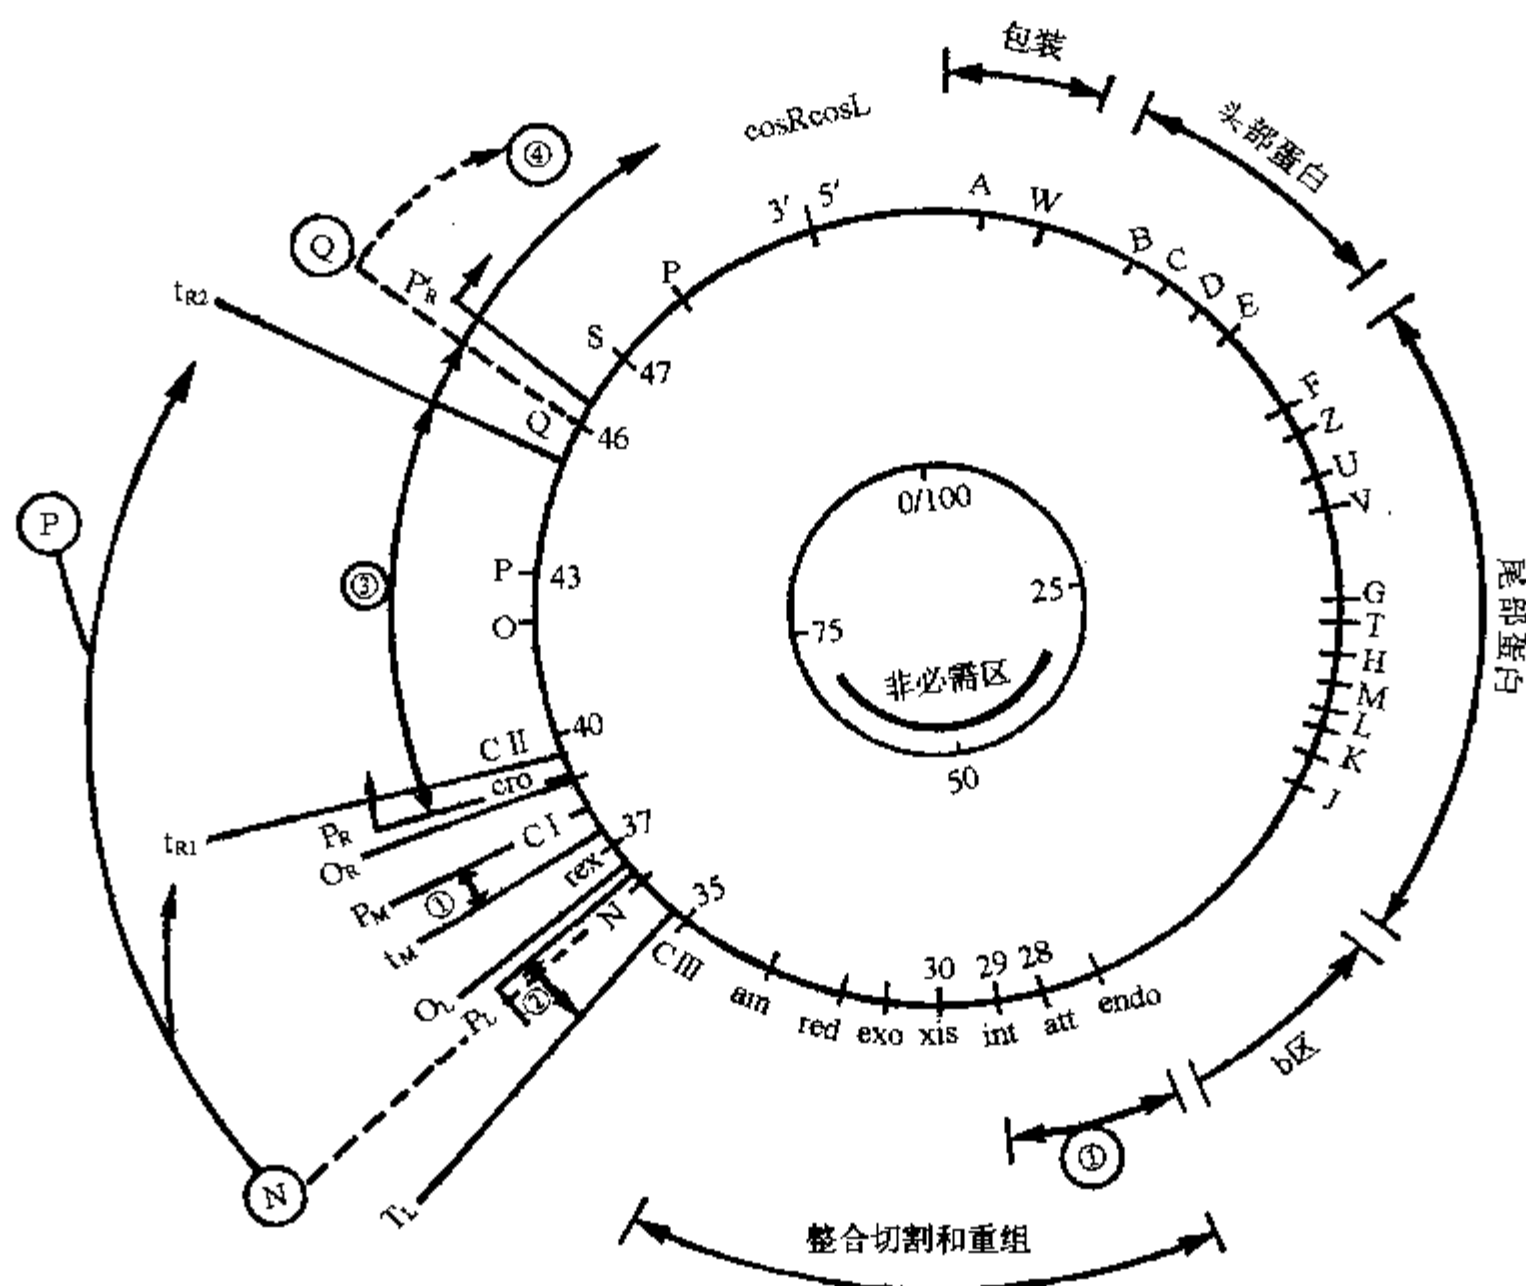 包装
头部蛋白
尾部蛋白
b区
①
整合切割和重组
cosRcosL
3′ 5′
A
W
B
C
D
E
F
Z
U
V
G
T
H
M
L
K
J
endo
att
int
xis
exo
red
am
28
29
30
35
37
40
43
46
47
CIII
N
rex
CI
cro
CII
O
P
Q
S
P
0/100
25
50
75
非必需区
④
Q
P′R
tR2
P
③
tR1
PR
OR
PM
①
tM
OL
PL
②
N
TL